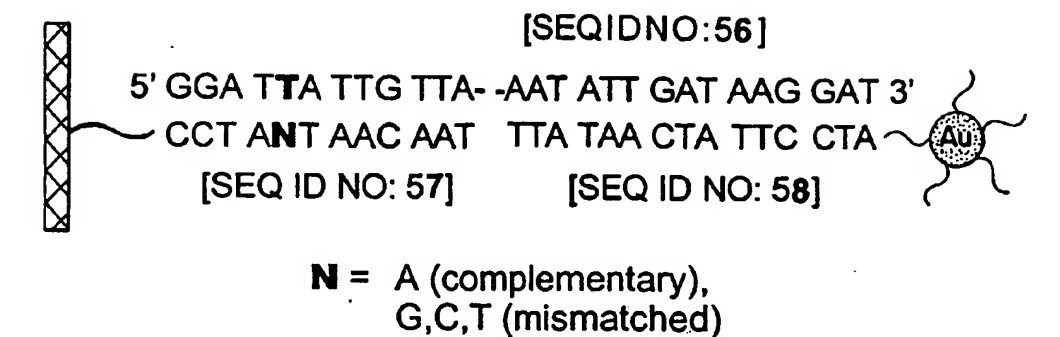 [SEQIDNO:56]
5' GGA TTA TTG TTA- -AAT ATT GAT AAG GAT 3'
CCT ANT AAC AAT TTA TAA CTA TTC CTA Au
[SEQ ID NO: 57] [SEQ ID NO: 58]
N = A (complementary),
G,C,T (mismatched)